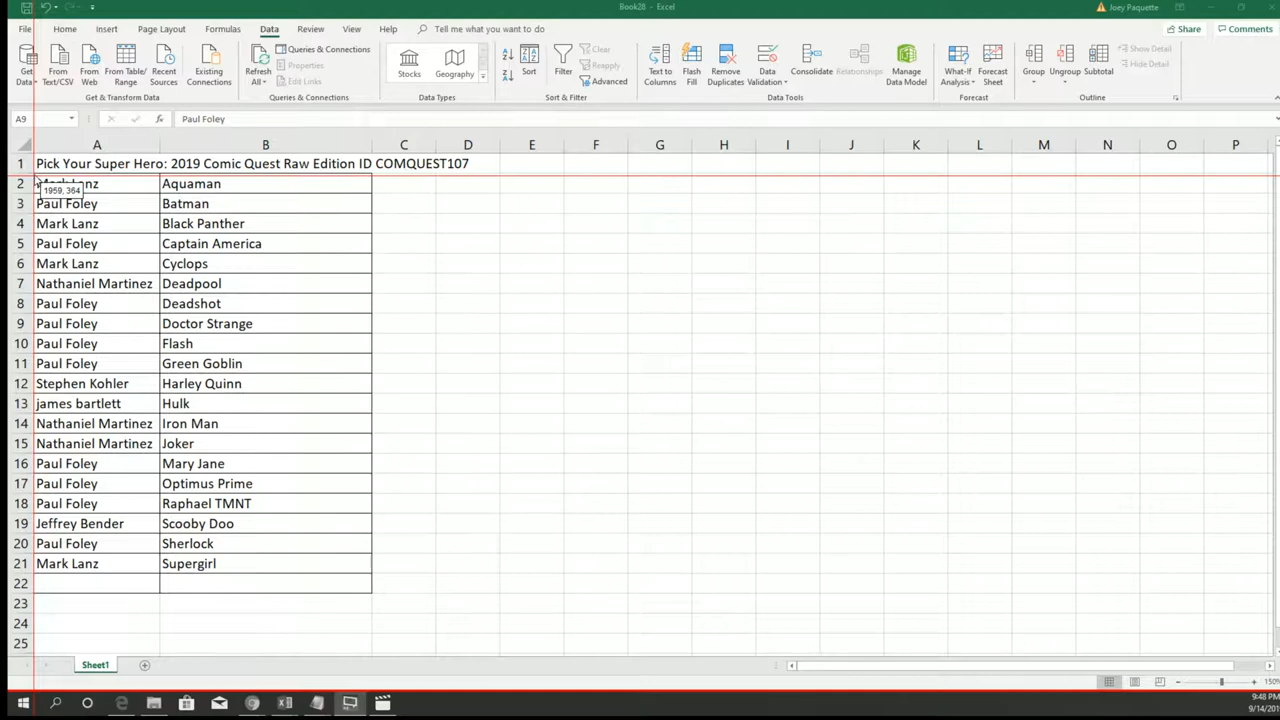 Book28 - Excel
Joey Paquette
File Home Insert Page Layout Formulas Data Review View Help Tell me what you want to do
Share Comments
Get Data
From Text/CSV
From Web
From Table/ Range
Recent Sources
Existing Connections
Get & Transform Data
Refresh All
Queries & Connections
Properties
Edit Links
Queries & Connections
Stocks
Geography
Data Types
Sort
Filter
Clear
Reapply
Advanced
Sort & Filter
Text to Columns
Flash Fill
Remove Duplicates
Data Validation
Consolidate
Relationships
Manage Data Model
Data Tools
What-If Analysis
Forecast Sheet
Forecast
Group
Ungroup
Subtotal
Show Detail
Hide Detail
Outline
A9 fx Paul Foley
A B C D E F G H I J K L M N O P
1 Pick Your Super Hero: 2019 Comic Quest Raw Edition ID COMQUEST107
2 Mark Lanz Aquaman
1959, 364
3 Paul Foley Batman
4 Mark Lanz Black Panther
5 Paul Foley Captain America
6 Mark Lanz Cyclops
7 Nathaniel Martinez Deadpool
8 Paul Foley Deadshot
9 Paul Foley Doctor Strange
10 Paul Foley Flash
11 Paul Foley Green Goblin
12 Stephen Kohler Harley Quinn
13 james bartlett Hulk
14 Nathaniel Martinez Iron Man
15 Nathaniel Martinez Joker
16 Paul Foley Mary Jane
17 Paul Foley Optimus Prime
18 Paul Foley Raphael TMNT
19 Jeffrey Bender Scooby Doo
20 Paul Foley Sherlock
21 Mark Lanz Supergirl
22
23
24
25
Sheet1
150%
9:48 PM
9/14/201